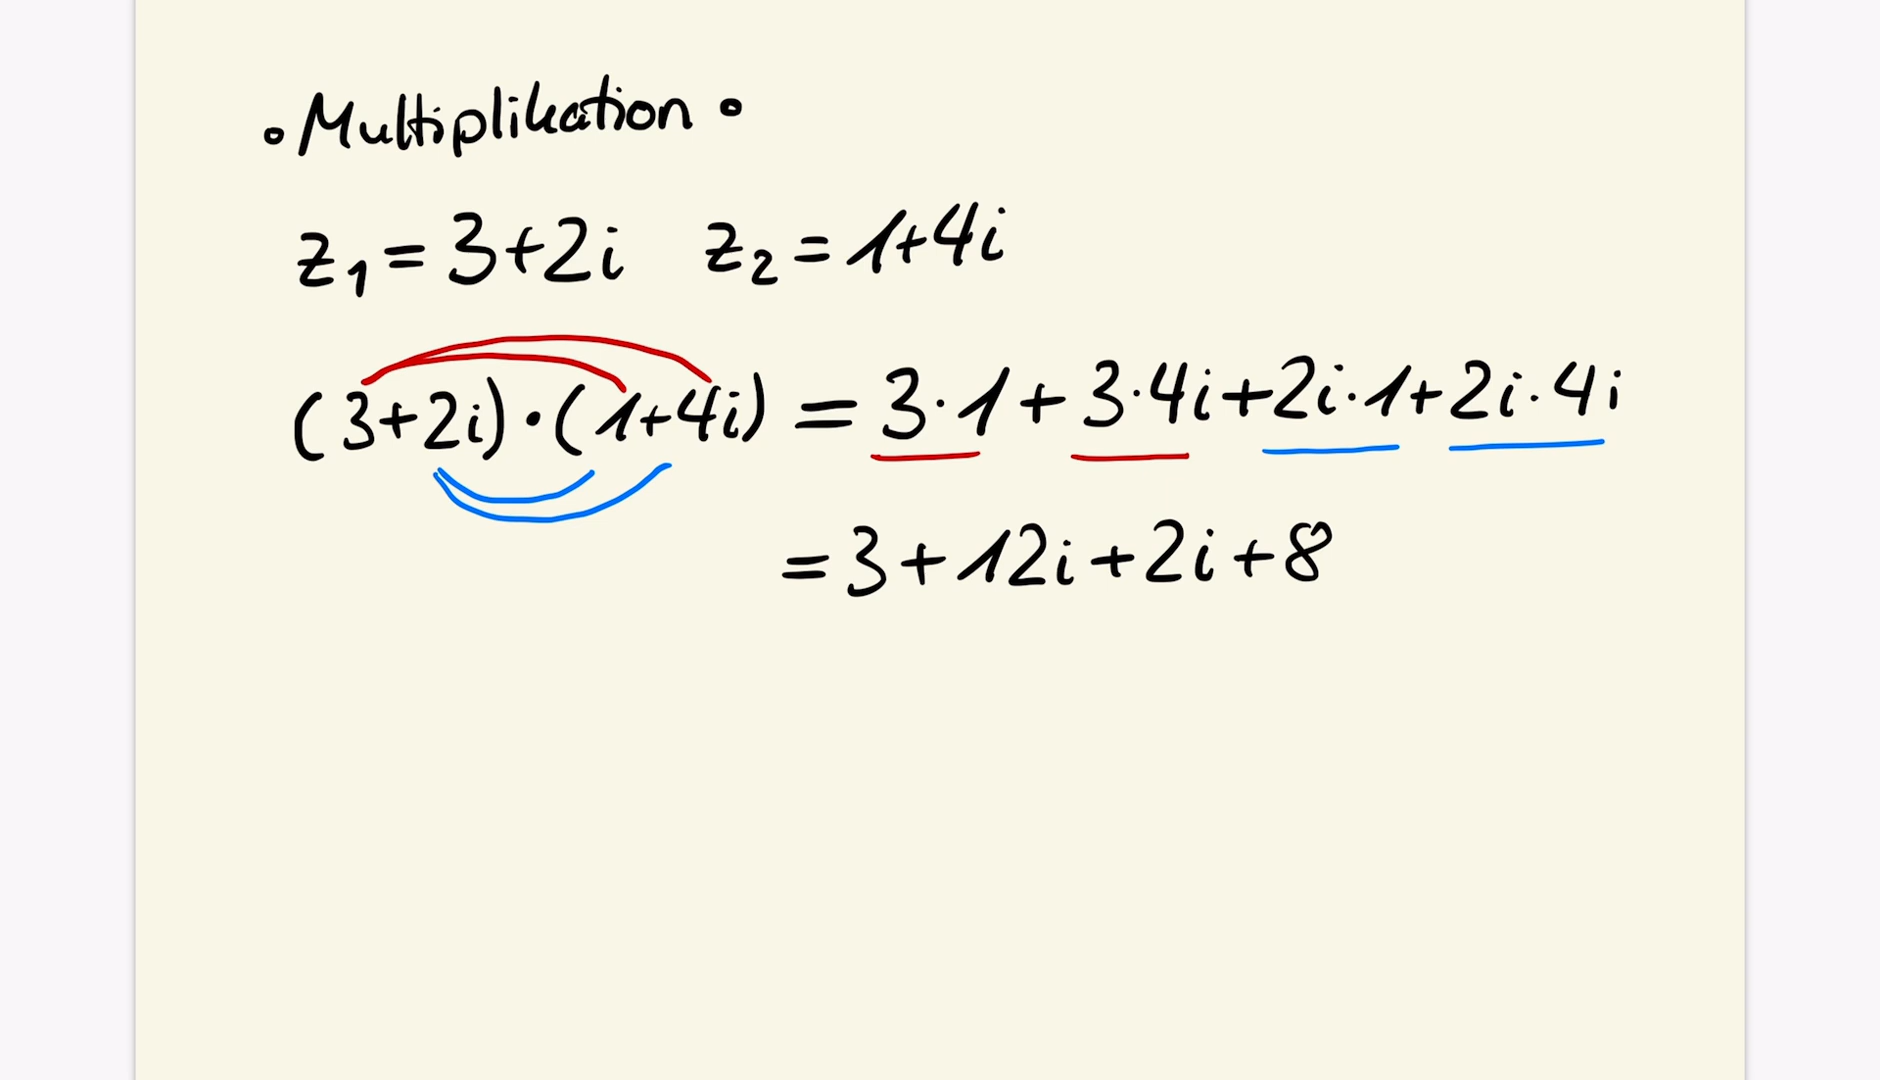 • Multiplikation •
z₁ = 3+2i z₂ = 1+4i
(3+2i)·(1+4i) = 3·1 + 3·4i + 2i·1 + 2i·4i
= 3 + 12i + 2i + 8